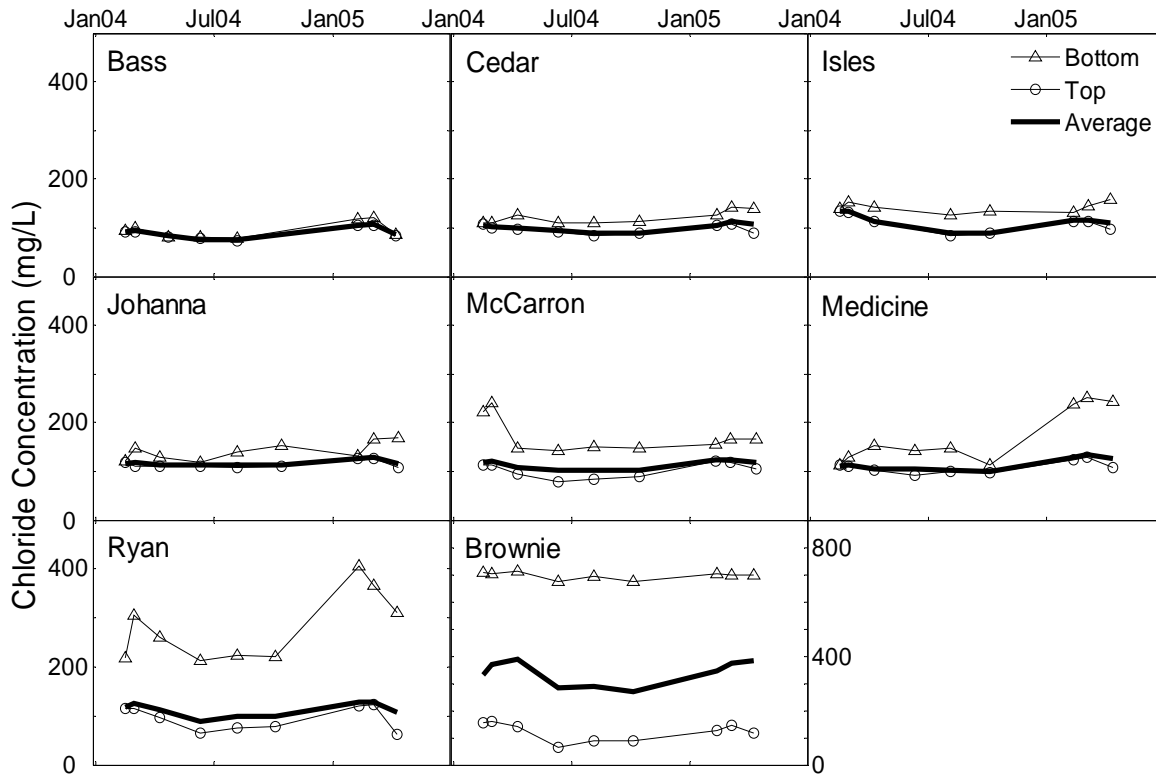 Jan04 Jul04 Jan05 Jan04 Jul04 Jan05 Jan04 Jul04 Jan05
Bass Cedar Isles
Bottom
Top
Average
400
200
0
Johanna McCarron Medicine
400
200
0
Ryan Brownie
400
200
0
800
400
0
Chloride Concentration (mg/L)